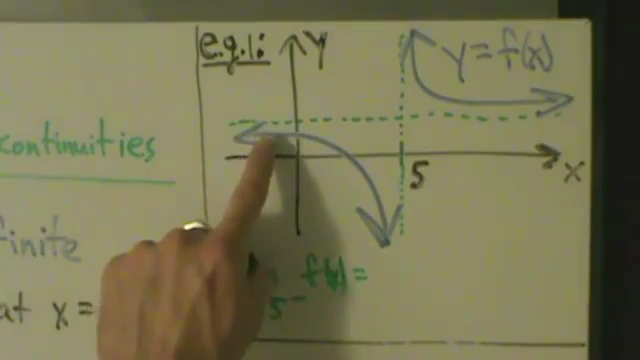 e.g.1:
Y
y=f(x)
5
x
continuities
finite
at x =
f(x) =
5⁻